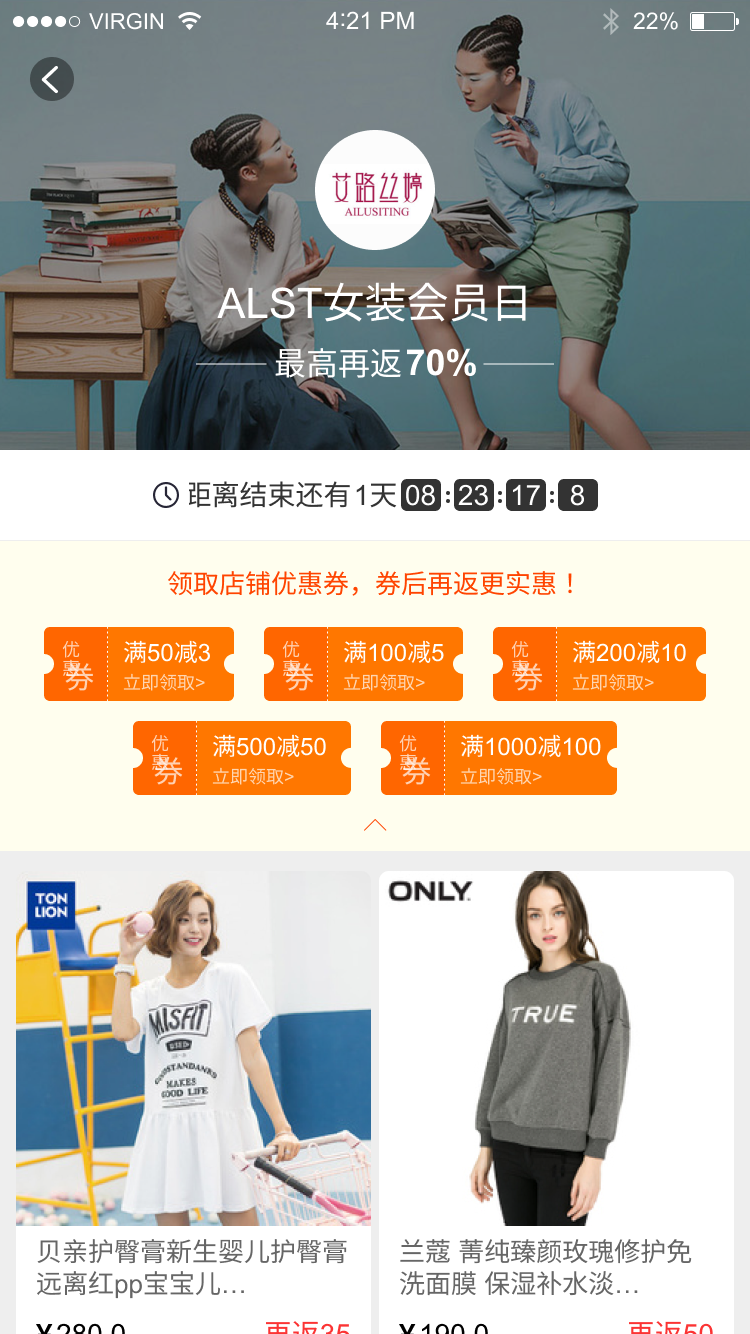 VIRGIN
4:21 PM
22%
艾路丝婷
AILUSITING
ALST女装会员日
最高再返70%
距离结束还有1天 08:23:17:8
领取店铺优惠券，券后再返更实惠！
优惠券 满50减3
立即领取>
优惠券 满100减5
立即领取>
优惠券 满200减10
立即领取>
优惠券 满500减50
立即领取>
优惠券 满1000减100
立即领取>
TON
LION
MISFIT
USED
GOODSTANDANRD
MAKES
GOOD LIFE
ONLY
TRUE
贝亲护臀膏新生婴儿护臀膏
远离红pp宝宝儿…
¥280.0 再返35
兰蔻 菁纯臻颜玫瑰修护免
洗面膜 保湿补水淡…
¥190.0 再返50